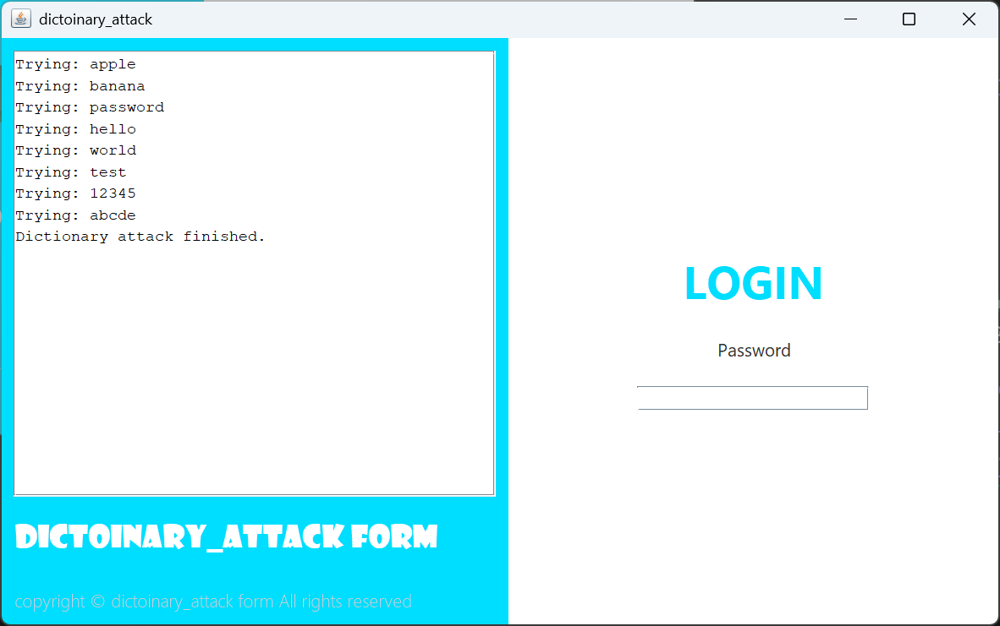 dictoinary_attack
Trying: apple
Trying: banana
Trying: password
Trying: hello
Trying: world
Trying: test
Trying: 12345
Trying: abcde
Dictionary attack finished.
DICTOINARY_ATTACK FORM
copyright © dictoinary_attack form All rights reserved
LOGIN
Password